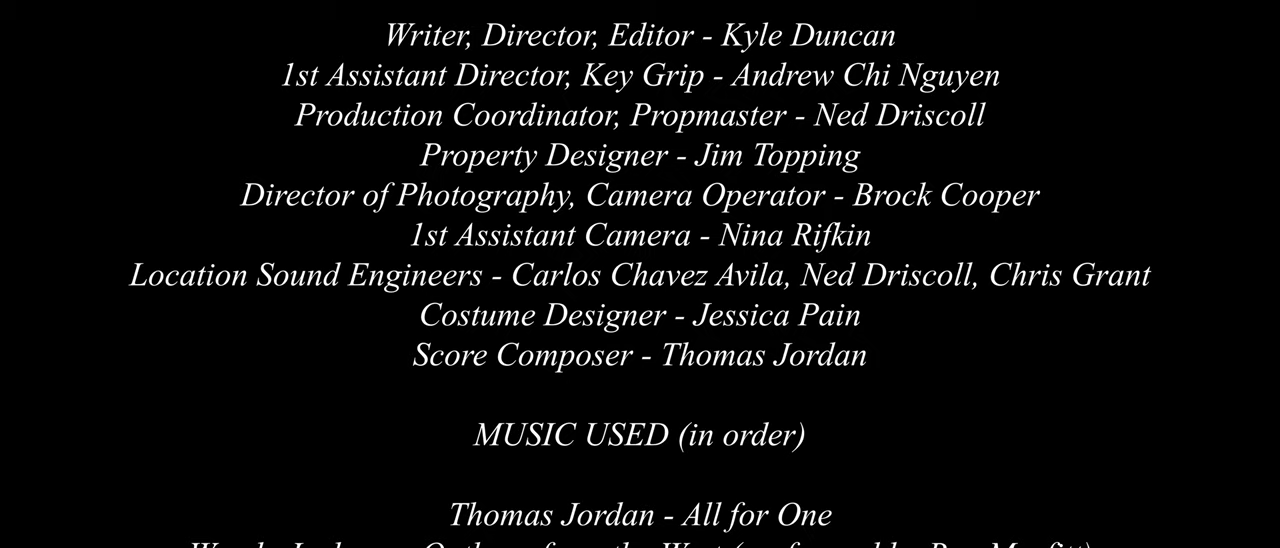 Writer, Director, Editor - Kyle Duncan
1st Assistant Director, Key Grip - Andrew Chi Nguyen
Production Coordinator, Propmaster - Ned Driscoll
Property Designer - Jim Topping
Director of Photography, Camera Operator - Brock Cooper
1st Assistant Camera - Nina Rifkin
Location Sound Engineers - Carlos Chavez Avila, Ned Driscoll, Chris Grant
Costume Designer - Jessica Pain
Score Composer - Thomas Jordan
MUSIC USED (in order)
Thomas Jordan - All for One